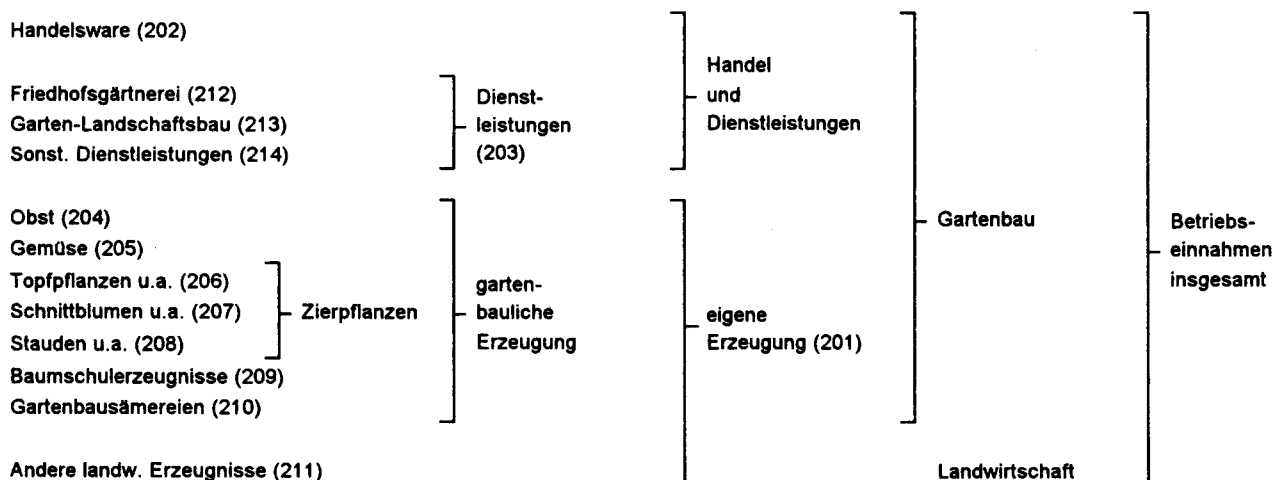 Handelsware (202)
Friedhofsgärtnerei (212)
Garten-Landschaftsbau (213)
Sonst. Dienstleistungen (214)
Dienst-
leistungen
(203)
Handel
und
Dienstleistungen
Obst (204)
Gemüse (205)
Topfpflanzen u.a. (206)
Schnittblumen u.a. (207)
Stauden u.a. (208)
Zierpflanzen
Baumschulerzeugnisse (209)
Gartenbausämereien (210)
garten-
bauliche
Erzeugung
eigene
Erzeugung (201)
Gartenbau
Andere landw. Erzeugnisse (211)
Landwirtschaft
Betriebs-
einnahmen
insgesamt